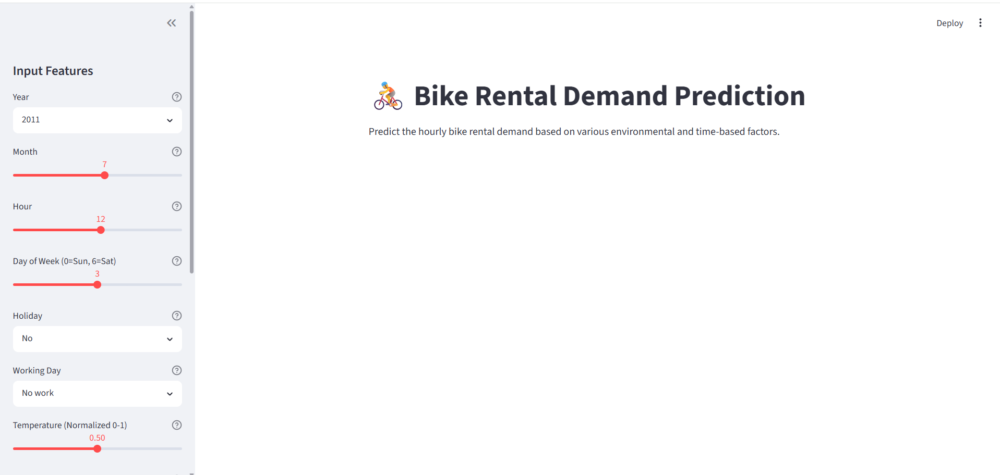 Deploy
Input Features
Year
2011
Month
7
Hour
12
Day of Week (0=Sun, 6=Sat)
3
Holiday
No
Working Day
No work
Temperature (Normalized 0-1)
0.50
Bike Rental Demand Prediction
Predict the hourly bike rental demand based on various environmental and time-based factors.